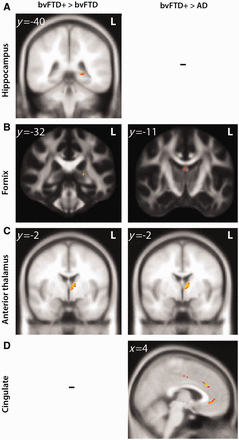 bvFTD+ > bvFTD
bvFTD+ > AD
A
Hippocampus
y=-40
L
–
B
Fornix
y=-32
L
y=-11
L
C
Anterior thalamus
y=-2
L
y=-2
L
D
Cingulate
–
x=4